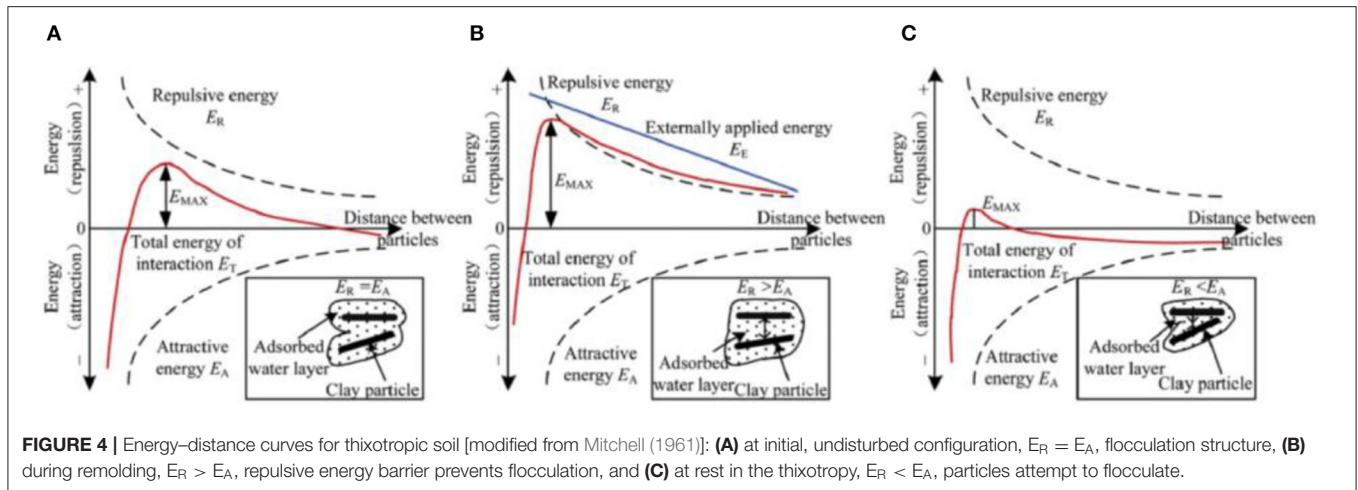 A
+
Energy
(repuslsion)
0
Energy
(attraction)
−
Repulsive energy
E_R
E_MAX
Distance between
particles
Total energy of
interaction E_T
Attractive
energy E_A
E_R = E_A
Adsorbed
water layer
Clay particle
B
+
Energy
(repuslsion)
0
Energy
(attraction)
−
Repulsive energy
E_R
Externally applied energy
E_E
E_MAX
Distance between
particles
Total energy of
interaction E_T
Attractive
energy E_A
E_R > E_A
Adsorbed
water layer
Clay particle
C
+
Energy
(repuslsion)
0
Energy
(attraction)
−
Repulsive energy
E_R
E_MAX
Distance between
particles
Total energy of
interaction E_T
Attractive
energy E_A
E_R < E_A
Adsorbed
water layer
Clay particle
FIGURE 4 | Energy–distance curves for thixotropic soil [modified from Mitchell (1961)]: (A) at initial, undisturbed configuration, E_R = E_A, flocculation structure, (B)
during remolding, E_R > E_A, repulsive energy barrier prevents flocculation, and (C) at rest in the thixotropy, E_R < E_A, particles attempt to flocculate.